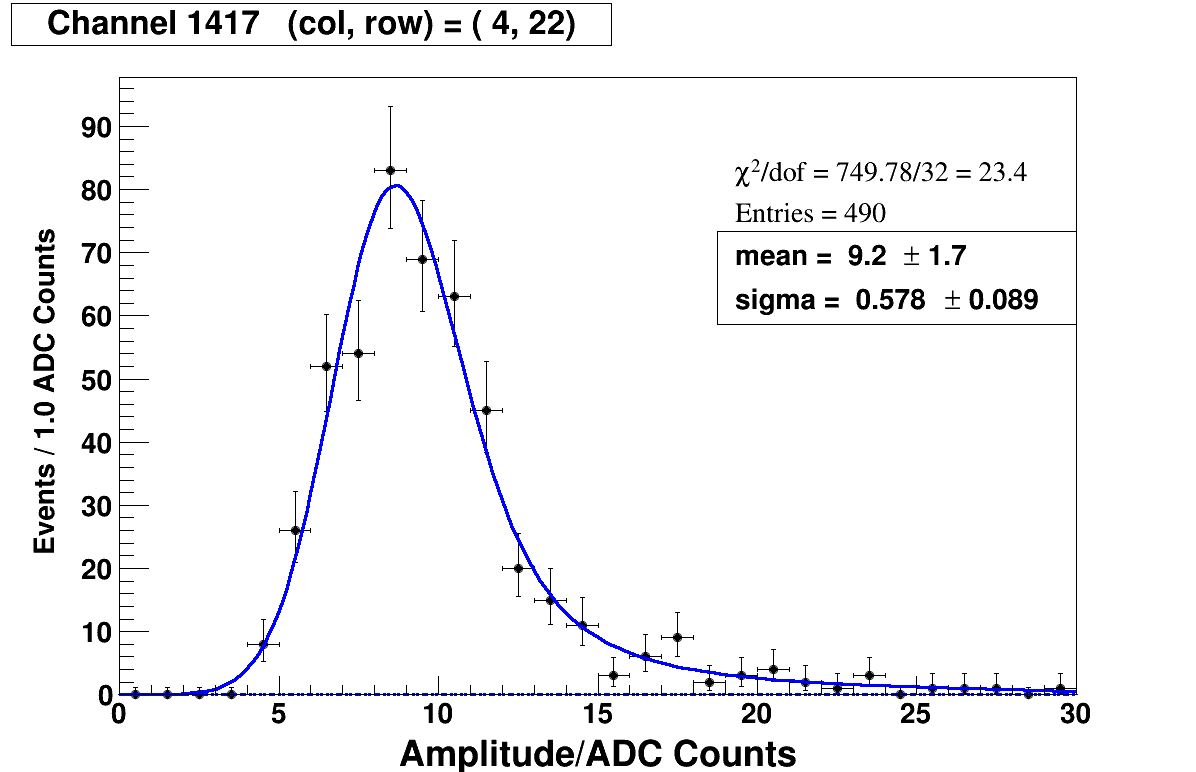 Channel 1417 (col, row) = ( 4, 22)
χ²/dof = 749.78/32 = 23.4
Entries = 490
mean = 9.2 ± 1.7
sigma = 0.578 ± 0.089
Events / 1.0 ADC Counts
90
80
70
60
50
40
30
20
10
0
0 5 10 15 20 25 30
Amplitude/ADC Counts